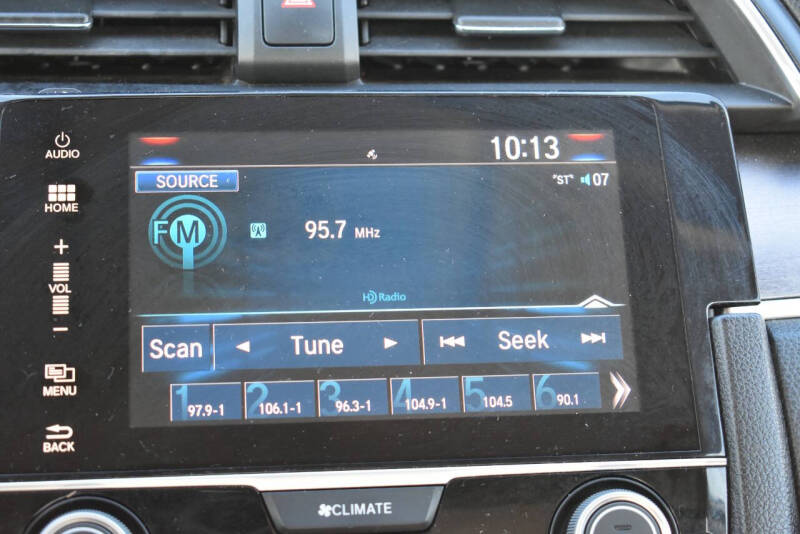 AUDIO
10:13
SOURCE
"ST" 07
HOME
FM
95.7 MHz
+
VOL
−
HD Radio
Scan
Tune
Seek
MENU
1 97.9-1
2 106.1-1
3 96.3-1
4 104.9-1
5 104.5
6 90.1
BACK
CLIMATE